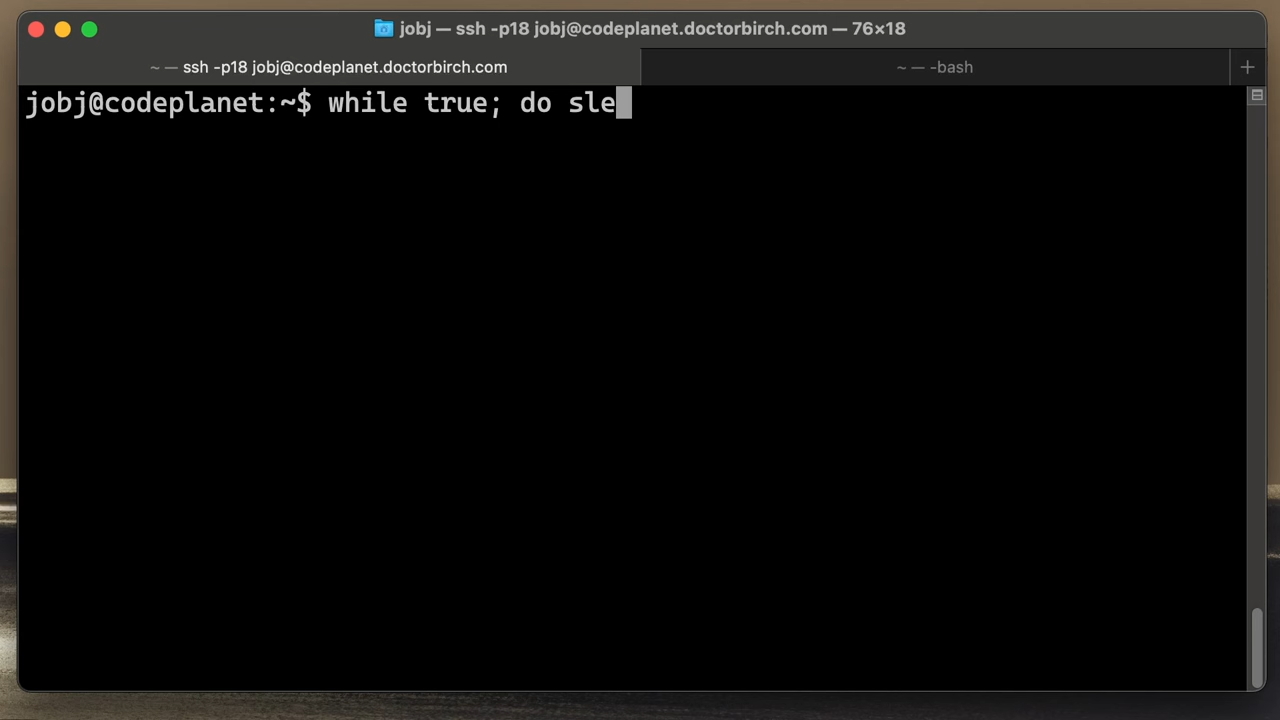 jobj — ssh -p18 jobj@codeplanet.doctorbirch.com — 76×18
~ — ssh -p18 jobj@codeplanet.doctorbirch.com
~ — -bash
jobj@codeplanet:~$ while true; do sle